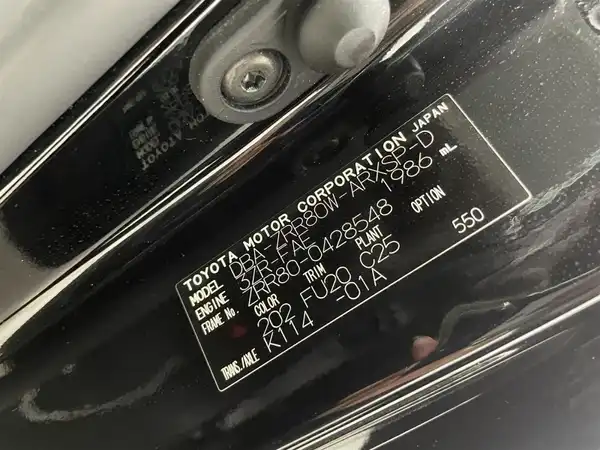 TOYOTA MOTOR CORPORATION JAPAN
MODEL DBA-ZRR80W-ARXSP-D
ENGINE 3ZR-FAE 1986 mL
FRAME No. ZRR80-0428548
COLOR TRIM PLANT OPTION
202 FU20 C25 550
TRANS./AXLE K114 -01A